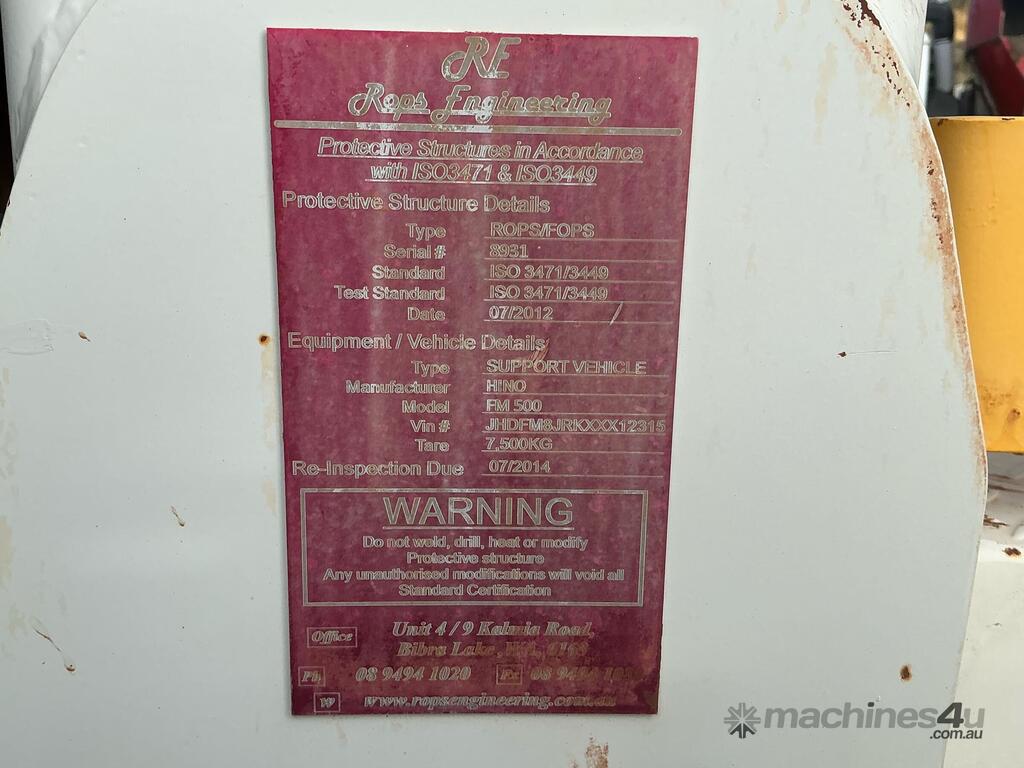 RE
Rops Engineering
Protective Structures in Accordance
with ISO3471 & ISO3449
Protective Structure Details
Type ROPS/FOPS
Serial # 8931
Standard ISO 3471/3449
Test Standard ISO 3471/3449
Date 07/2012 /
Equipment / Vehicle Details
Type SUPPORT VEHICLE
Manufacturer HINO
Model FM 500
Vin # JHDFM8JRKXXX12315
Tare 7,500KG
Re-Inspection Due 07/2014
WARNING
Do not weld, drill, heat or modify
Protective structure
Any unauthorised modifications will void all
Standard Certification
Office Unit 4 / 9 Kalmia Road,
Bibra Lake, WA, 6163
Ph 08 9494 1020 Fx 08 9494
W www.ropsengineering.com.au
machines4u
.com.au